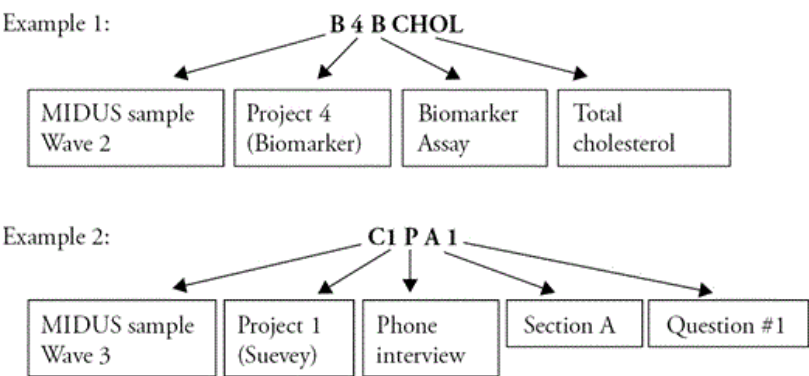 Example 1:
B 4 B CHOL
MIDUS sample
Wave 2
Project 4
(Biomarker)
Biomarker
Assay
Total
cholesterol
Example 2:
C1 P A 1
MIDUS sample
Wave 3
Project 1
(Suevey)
Phone
interview
Section A
Question #1